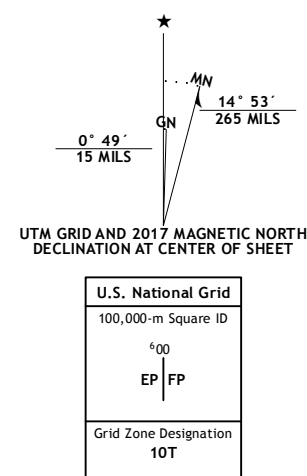 ★
MN
GN
14° 53´
265 MILS
0° 49´
15 MILS
UTM GRID AND 2017 MAGNETIC NORTH
DECLINATION AT CENTER OF SHEET
U.S. National Grid
100,000-m Square ID
⁶00
EP FP
Grid Zone Designation
10T